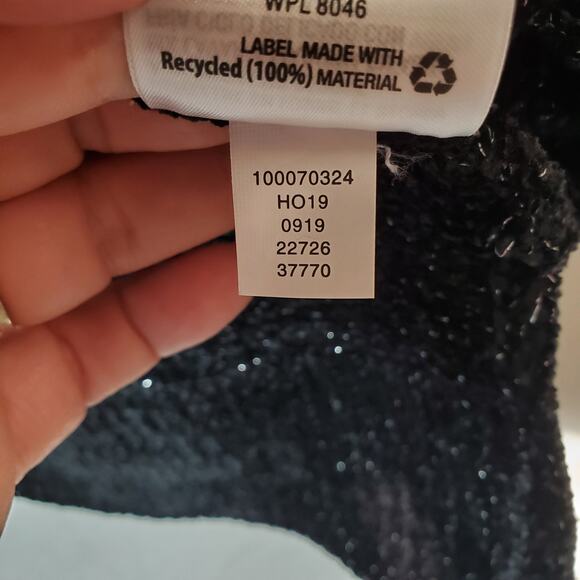 WPL 8046
LABEL MADE WITH
Recycled (100%) MATERIAL
100070324
HO19
0919
22726
37770